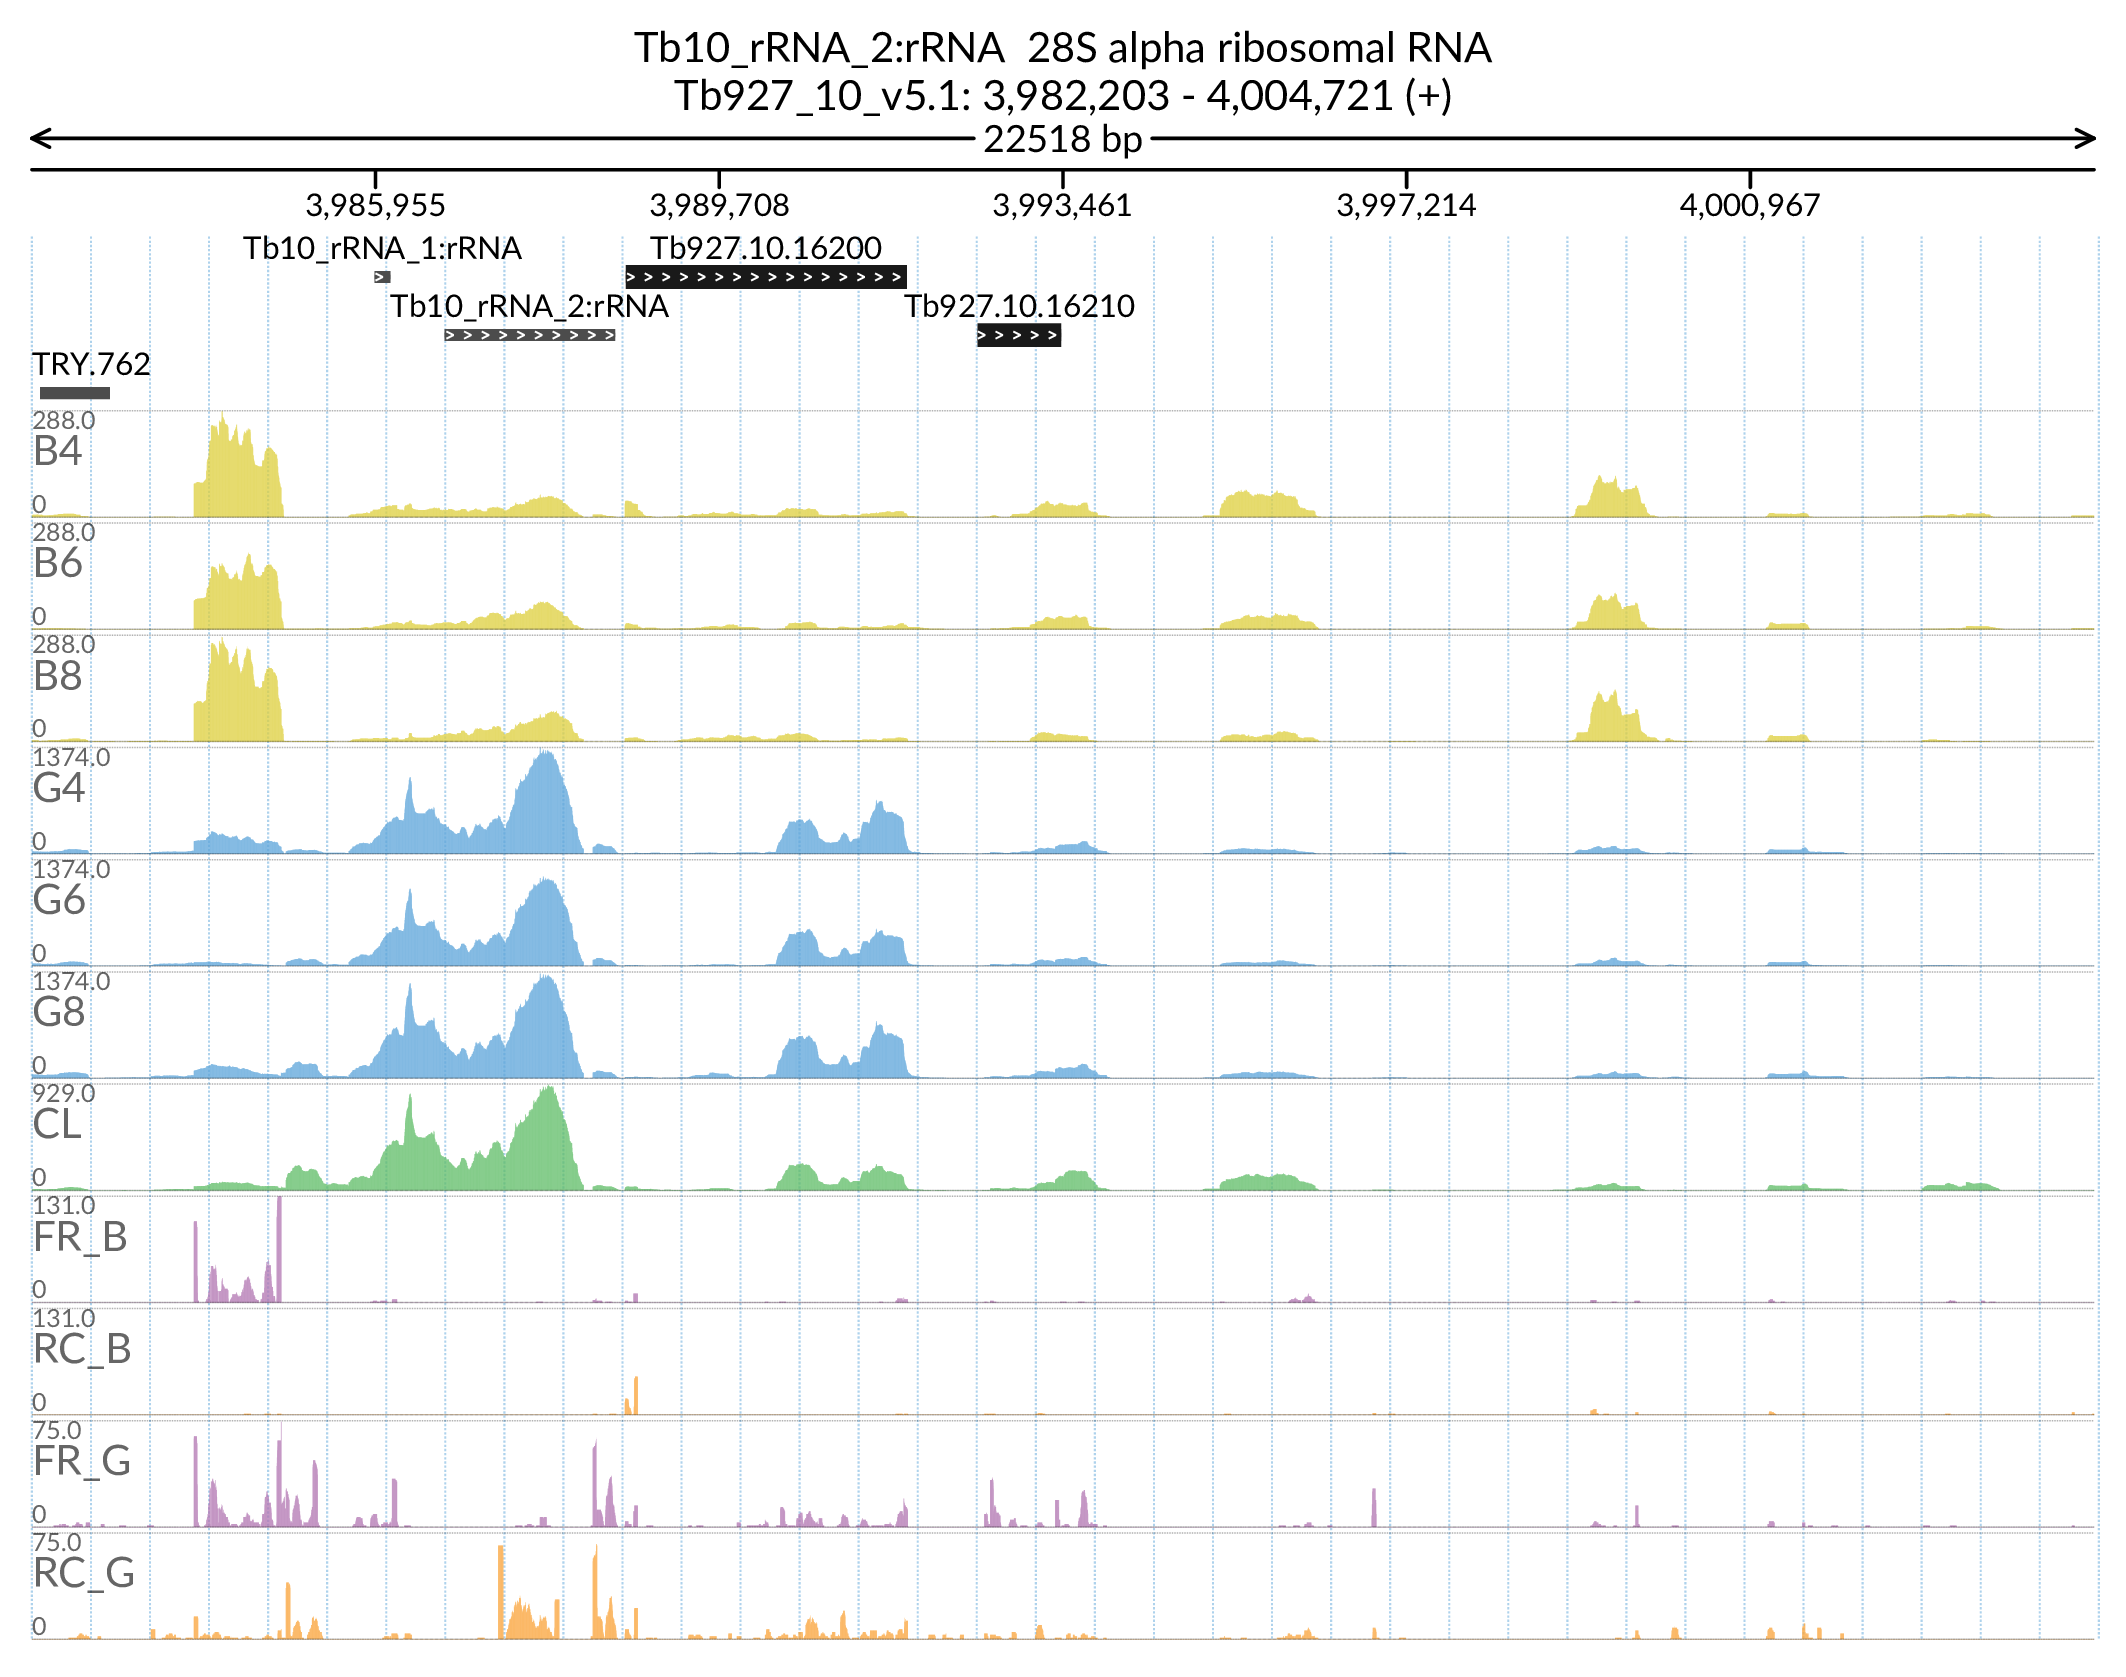 Tb10_rRNA_2:rRNA  28S alpha ribosomal RNA
Tb927_10_v5.1: 3,982,203 - 4,004,721 (+)
22518 bp
3,985,955 3,989,708 3,993,461 3,997,214 4,000,967
Tb10_rRNA_1:rRNA Tb927.10.16200
Tb10_rRNA_2:rRNA Tb927.10.16210
TRY.762
288.0
B4
0
288.0
B6
0
288.0
B8
0
1374.0
G4
0
1374.0
G6
0
1374.0
G8
0
929.0
CL
0
131.0
FR_B
0
131.0
RC_B
0
75.0
FR_G
0
75.0
RC_G
0